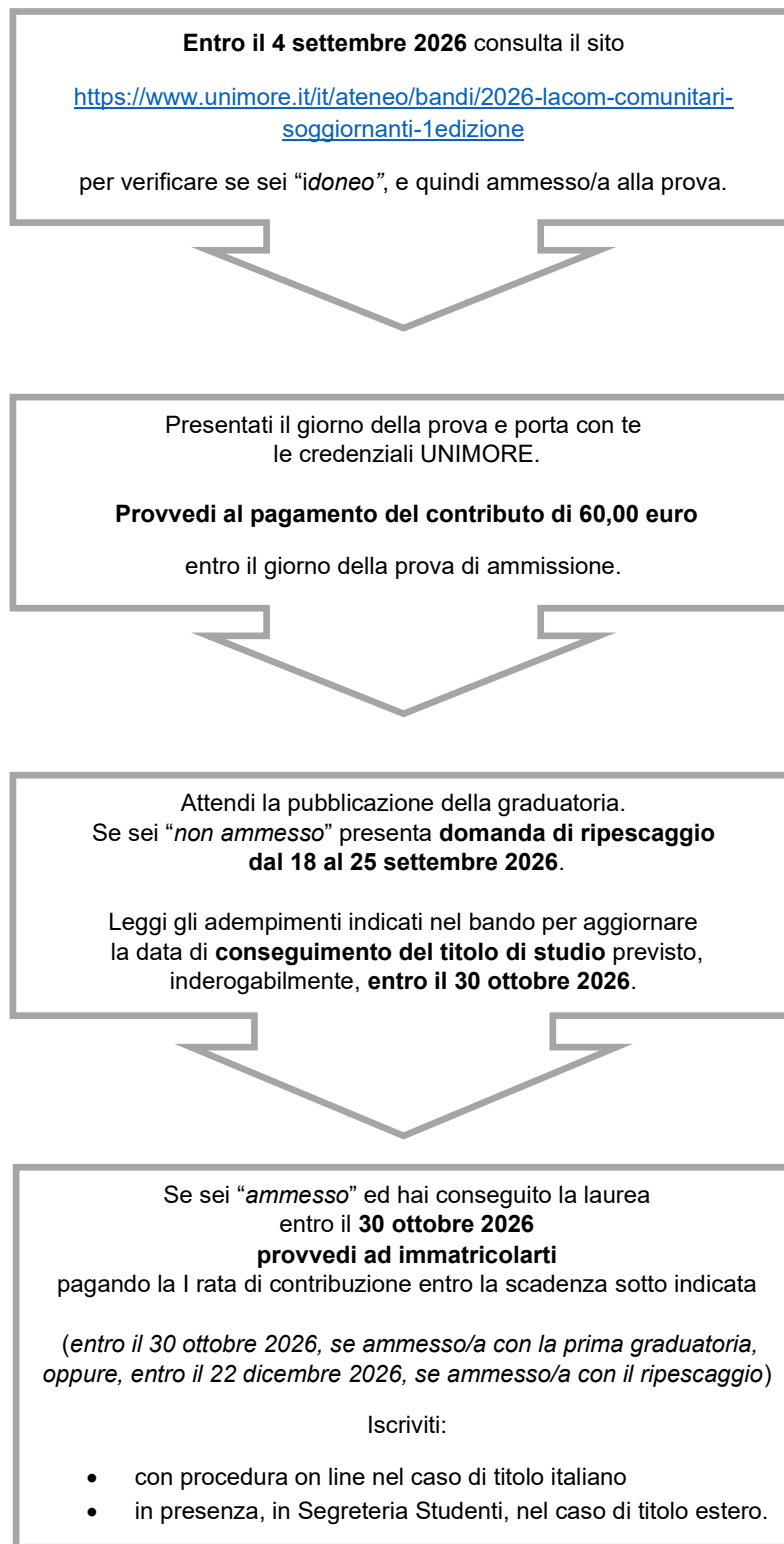 Entro il 4 settembre 2026 consulta il sito
https://www.unimore.it/it/ateneo/bandi/2026-lacom-comunitari-
soggiornanti-1edizione
per verificare se sei “idoneo”, e quindi ammesso/a alla prova.
Presentati il giorno della prova e porta con te
le credenziali UNIMORE.
Provvedi al pagamento del contributo di 60,00 euro
entro il giorno della prova di ammissione.
Attendi la pubblicazione della graduatoria.
Se sei “non ammesso” presenta domanda di ripescaggio
dal 18 al 25 settembre 2026.
Leggi gli adempimenti indicati nel bando per aggiornare
la data di conseguimento del titolo di studio previsto,
inderogabilmente, entro il 30 ottobre 2026.
Se sei “ammesso” ed hai conseguito la laurea
entro il 30 ottobre 2026
provvedi ad immatricolarti
pagando la I rata di contribuzione entro la scadenza sotto indicata
(entro il 30 ottobre 2026, se ammesso/a con la prima graduatoria,
oppure, entro il 22 dicembre 2026, se ammesso/a con il ripescaggio)
Iscriviti:
• con procedura on line nel caso di titolo italiano
• in presenza, in Segreteria Studenti, nel caso di titolo estero.